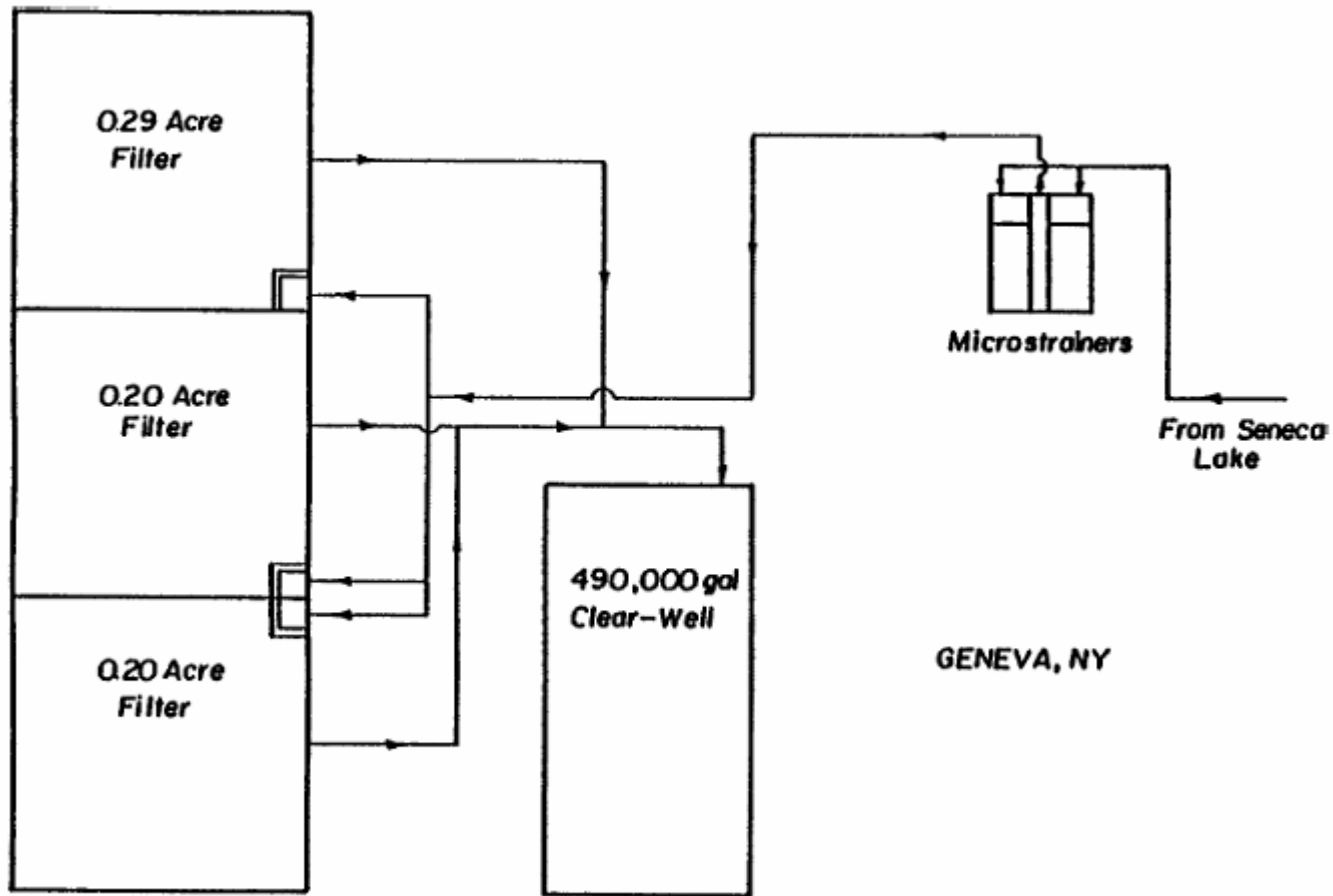 0.29 Acre
Filter
0.20 Acre
Filter
0.20 Acre
Filter
490,000 gal
Clear-Well
Microstrainers
From Seneca
Lake
GENEVA, NY